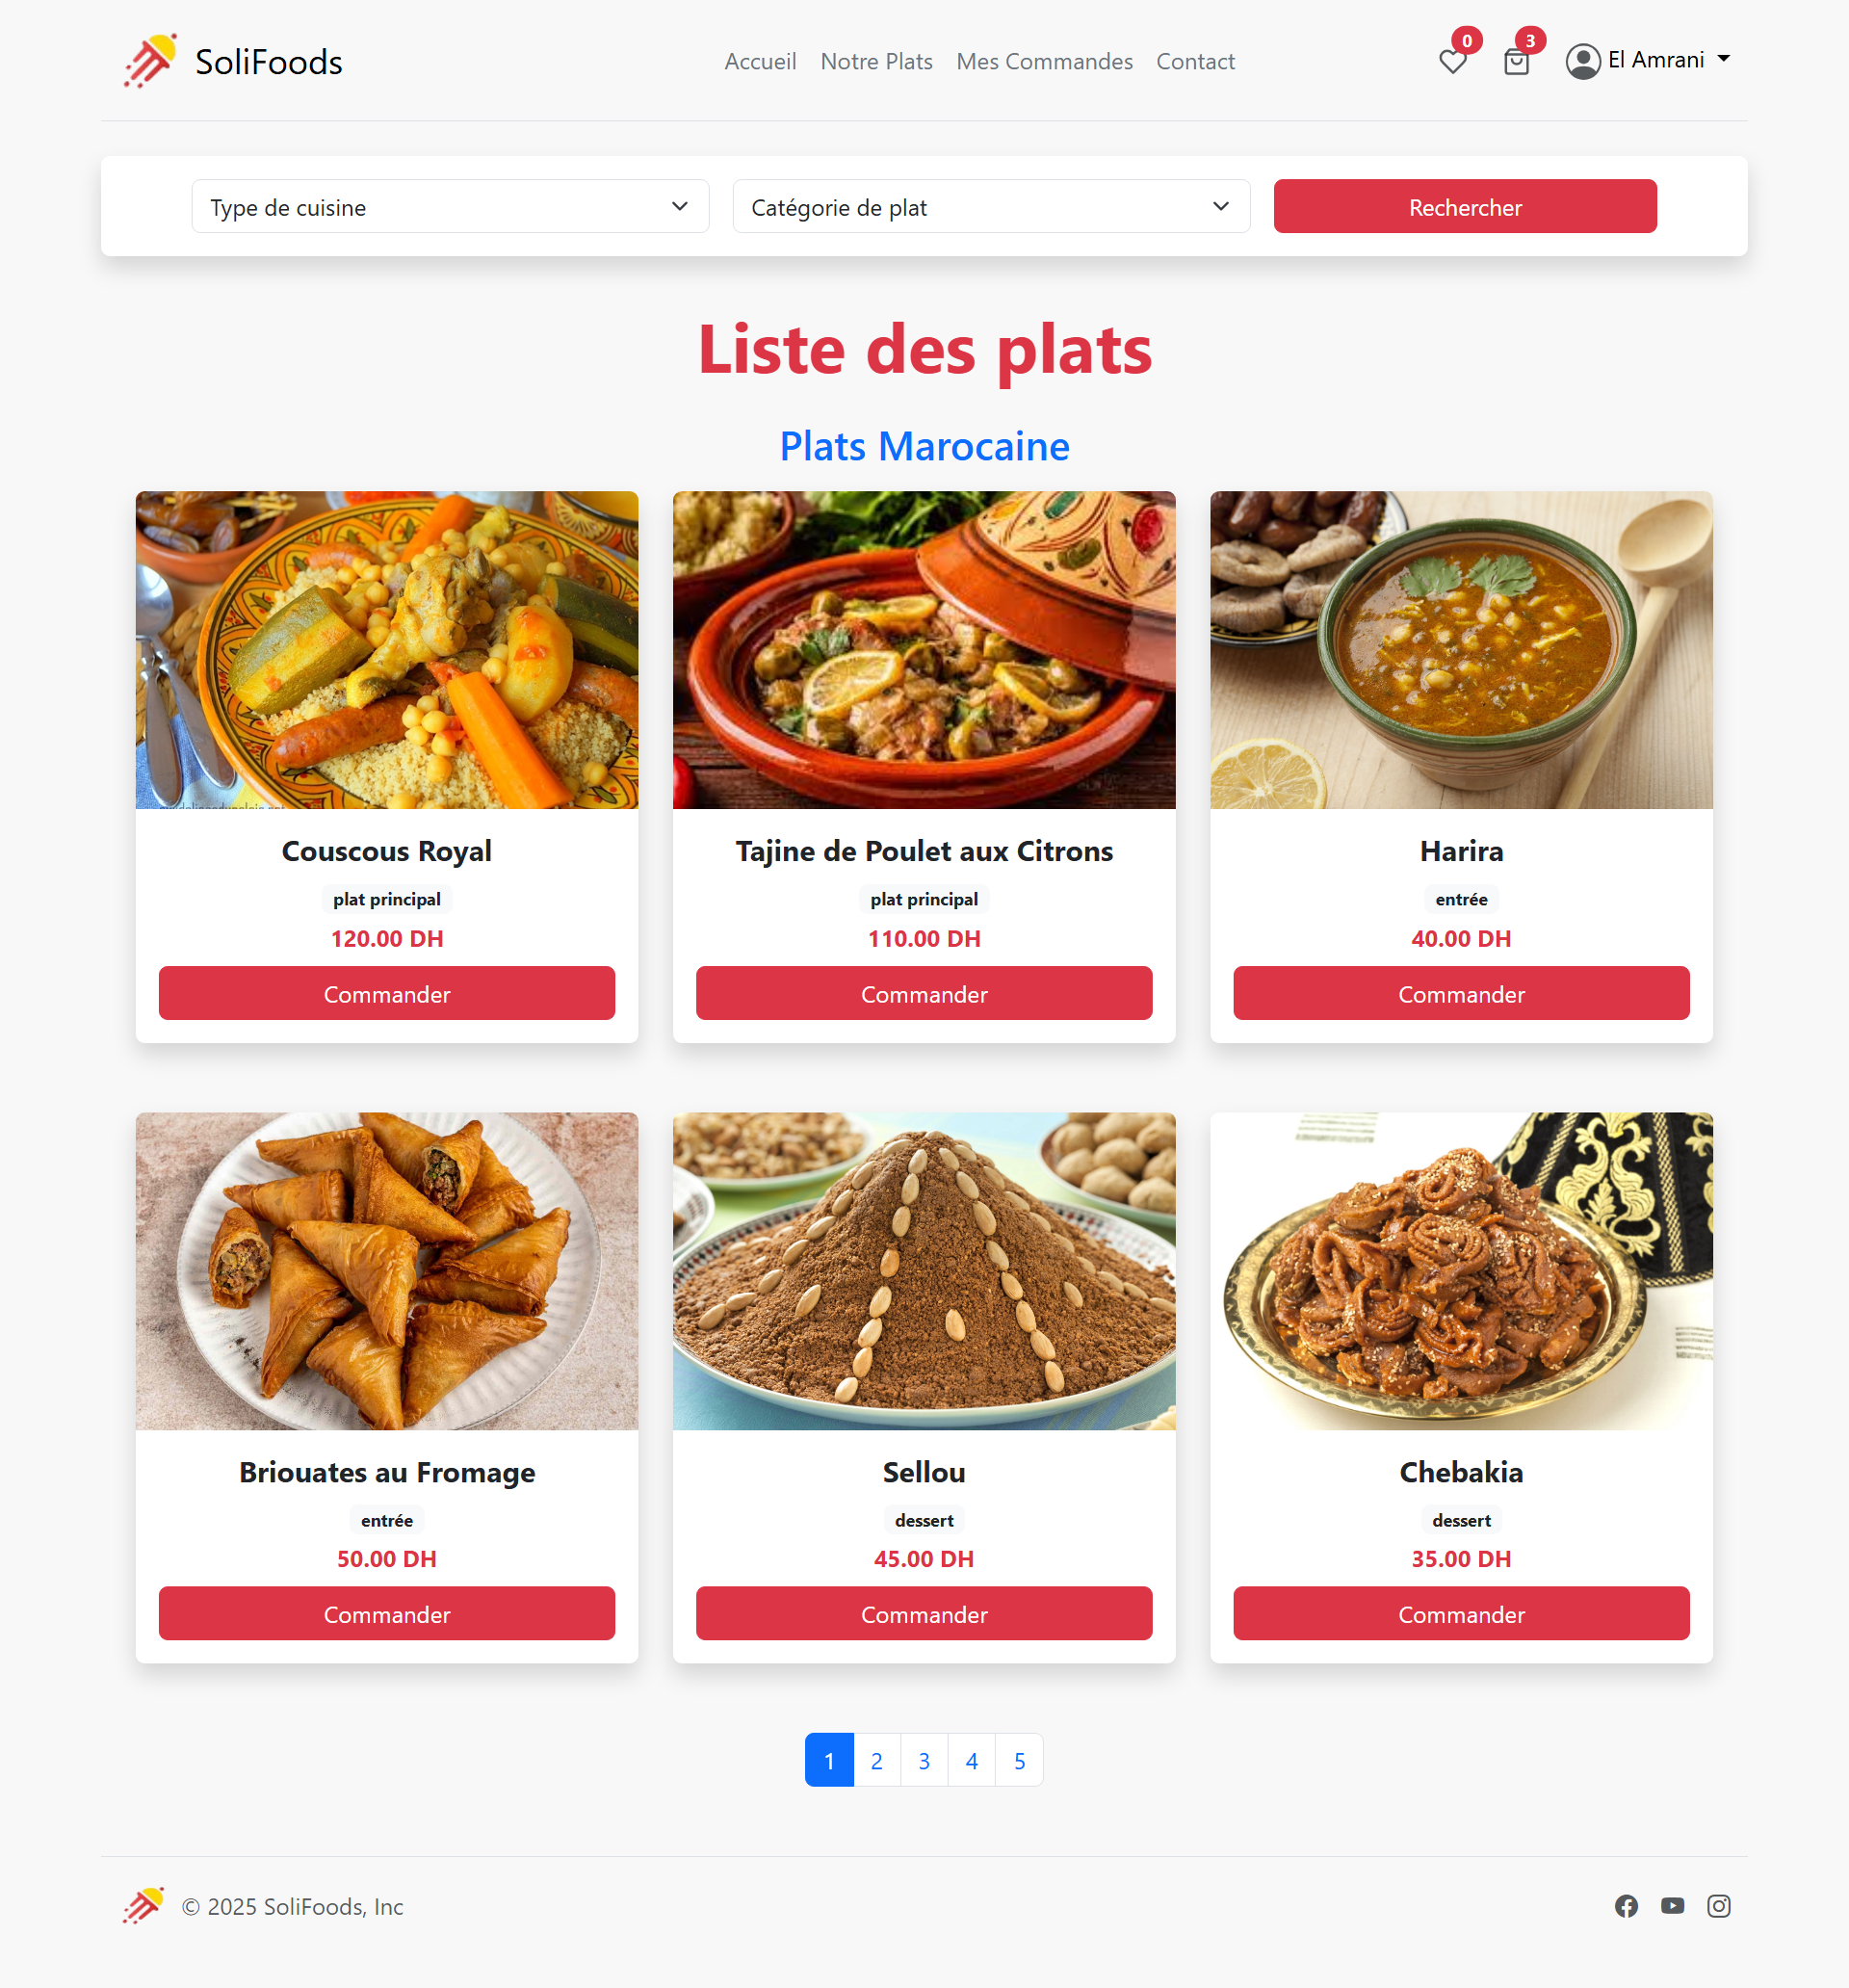 SoliFoods
Accueil Notre Plats Mes Commandes Contact
0 3 El Amrani
Type de cuisine Catégorie de plat Rechercher
Liste des plats
Plats Marocaine
Couscous Royal
plat principal
120.00 DH
Commander
Tajine de Poulet aux Citrons
plat principal
110.00 DH
Commander
Harira
entrée
40.00 DH
Commander
Briouates au Fromage
entrée
50.00 DH
Commander
Sellou
dessert
45.00 DH
Commander
Chebakia
dessert
35.00 DH
Commander
1 2 3 4 5
© 2025 SoliFoods, Inc